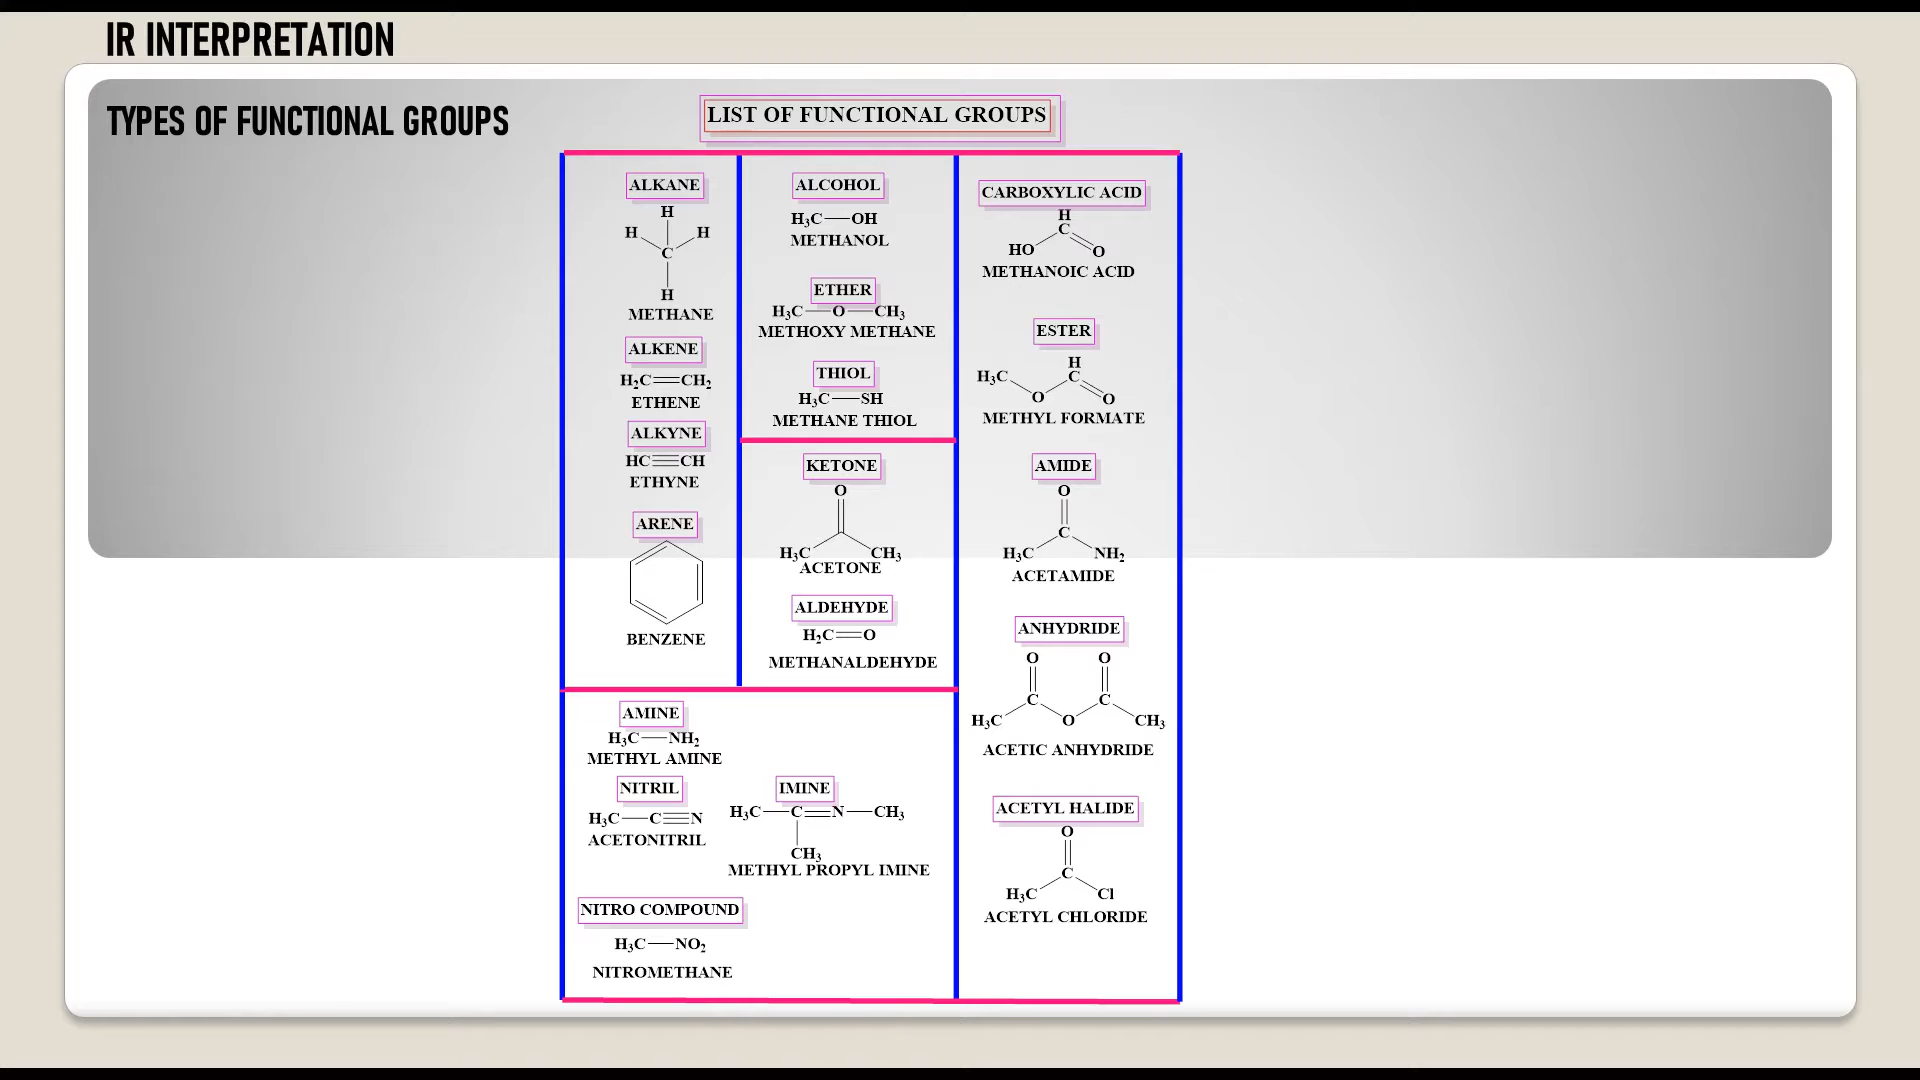 IR INTERPRETATION
TYPES OF FUNCTIONAL GROUPS
LIST OF FUNCTIONAL GROUPS
ALKANE
H
H H
C
H
METHANE
ALKENE
H₂C CH₂
ETHENE
ALKYNE
HC CH
ETHYNE
ARENE
BENZENE
ALCOHOL
H₃C OH
METHANOL
ETHER
H₃C O CH₃
METHOXY METHANE
THIOL
H₃C SH
METHANE THIOL
KETONE
O
H₃C CH₃
ACETONE
ALDEHYDE
H₂C O
METHANALDEHYDE
CARBOXYLIC ACID
H
C
HO O
METHANOIC ACID
ESTER
H
H₃C C
O O
METHYL FORMATE
AMIDE
O
C
H₃C NH₂
ACETAMIDE
ANHYDRIDE
O O
C C
H₃C O CH₃
ACETIC ANHYDRIDE
ACETYL HALIDE
O
C
H₃C Cl
ACETYL CHLORIDE
AMINE
H₃C NH₂
METHYL AMINE
NITRIL
H₃C C N
ACETONITRIL
IMINE
H₃C C N CH₃
CH₃
METHYL PROPYL IMINE
NITRO COMPOUND
H₃C NO₂
NITROMETHANE